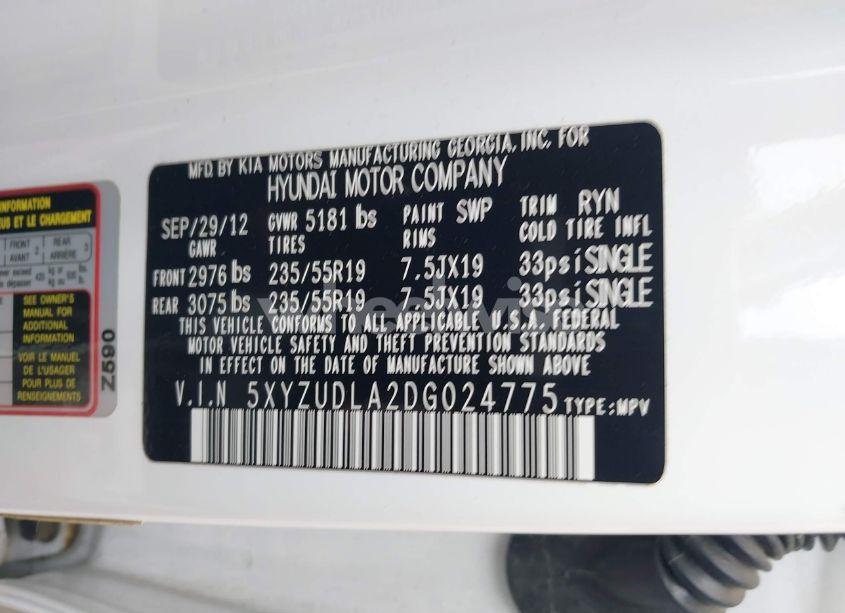 MFD. BY KIA MOTORS MANUFACTURING GEORGIA, INC. FOR
HYUNDAI MOTOR COMPANY
SEP/29/12 GVWR 5181 lbs PAINT SWP TRIM RYN
GAWR TIRES RIMS COLD TIRE INFL
FRONT 2976 lbs 235/55R19 7.5JX19 33psi SINGLE
REAR 3075 lbs 235/55R19 7.5JX19 33psi SINGLE
THIS VEHICLE CONFORMS TO ALL APPLICABLE U.S.A. FEDERAL
MOTOR VEHICLE SAFETY AND THEFT PREVENTION STANDARDS
IN EFFECT ON THE DATE OF MANUFACTURE SHOWN ABOVE
V.I.N 5XYZUDLA2DG024775 TYPE:MPV
INFORMATION
ET LE CHARGEMENT
FRONT 2 REAR 3
AVANT ARRIÈRE
SEE OWNER'S
MANUAL FOR
ADDITIONAL
INFORMATION
VOIR LE MANUEL
DE L'USAGER
POUR PLUS DE
RENSEIGNEMENTS
Z590